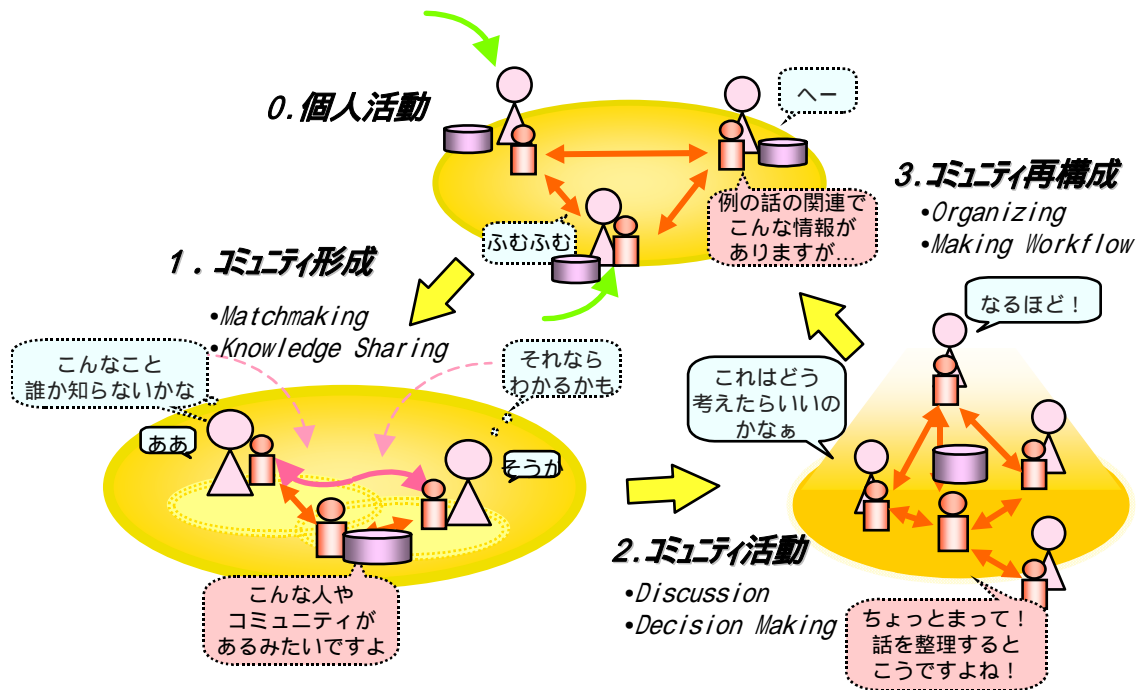 0.個人活動
へー
ふむふむ
例の話の関連で
こんな情報が
ありますが…
1．コミュニティ形成
•Matchmaking
•Knowledge Sharing
こんなこと
誰か知らないかな
それなら
わかるかも
ああ
そうか
こんな人や
コミュニティが
あるみたいですよ
2.コミュニティ活動
•Discussion
•Decision Making
これはどう
考えたらいいの
かなぁ
なるほど！
ちょっとまって！
話を整理すると
こうですよね！
3.コミュニティ再構成
•Organizing
•Making Workflow